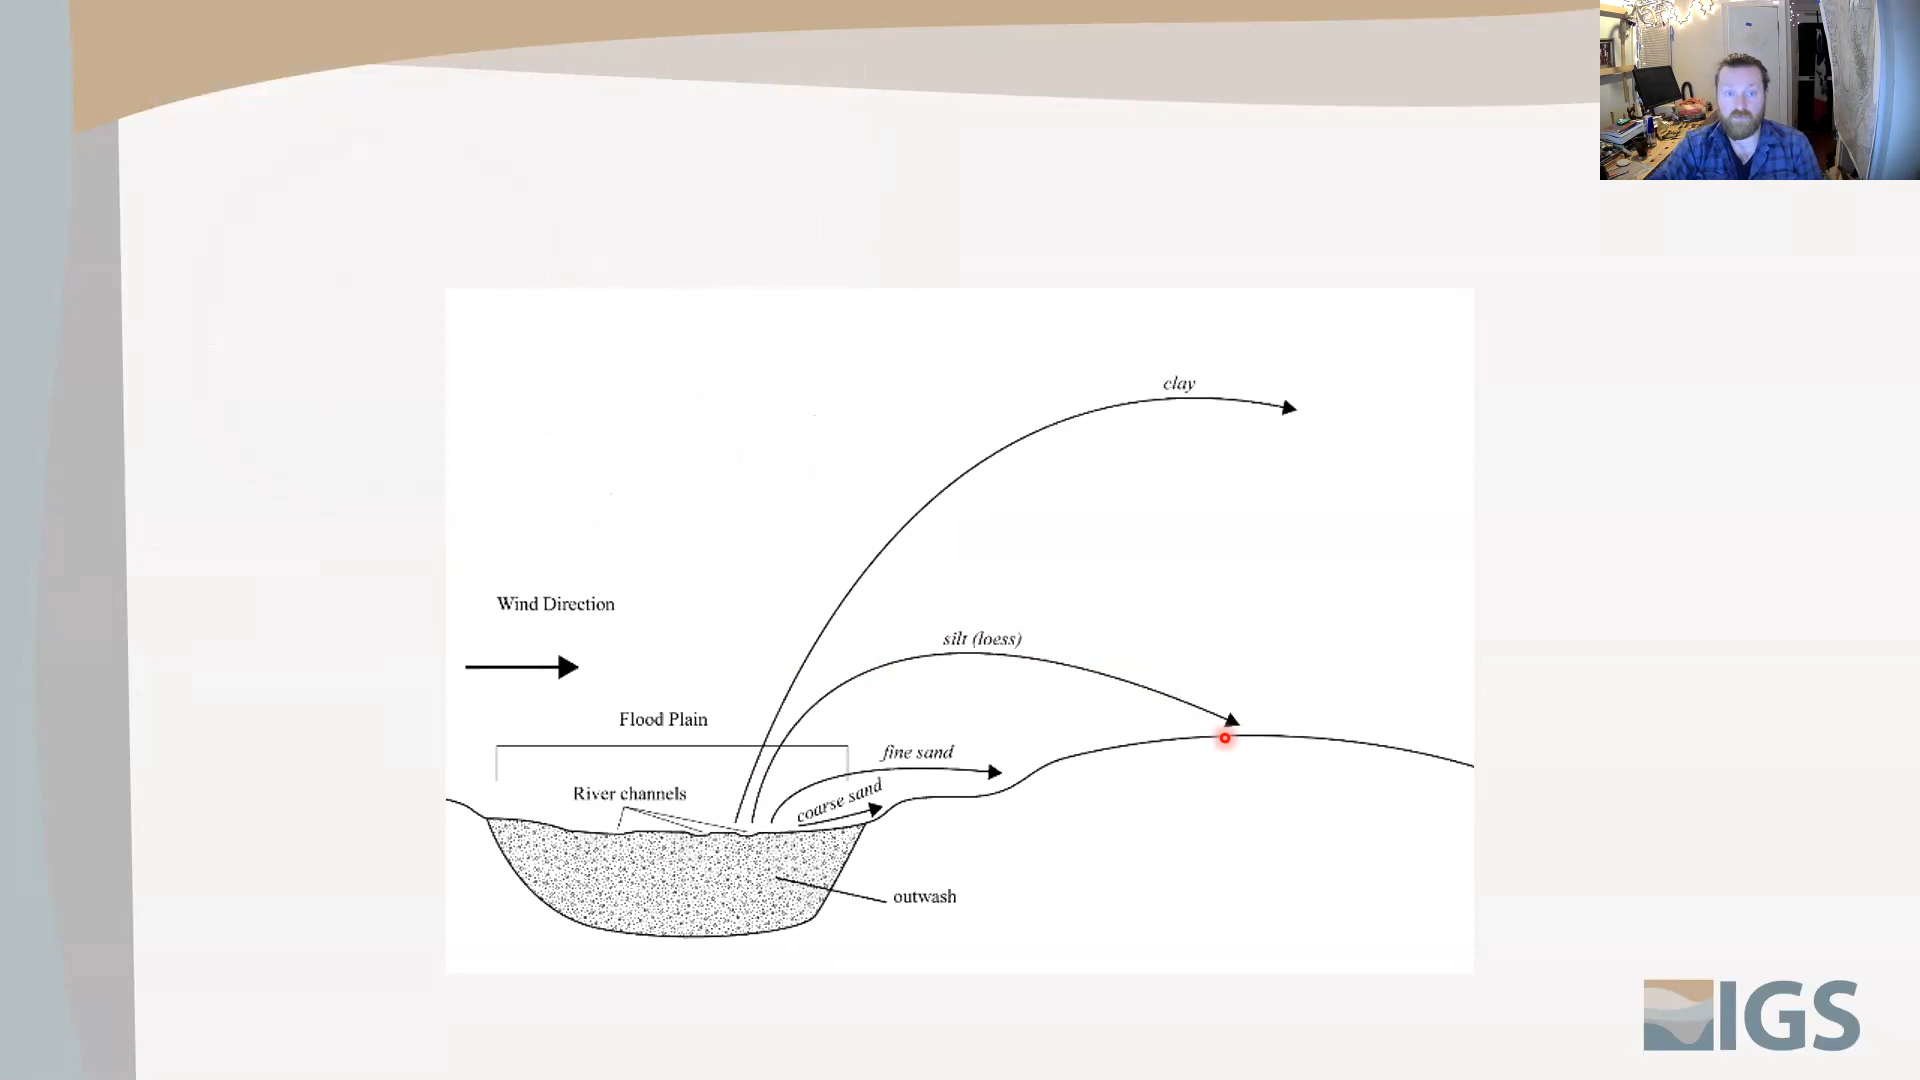 clay
Wind Direction
silt (loess)
Flood Plain
fine sand
River channels
coarse sand
outwash
IGS